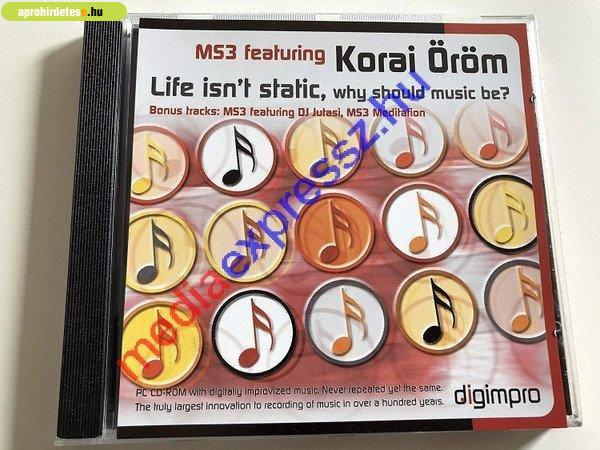 aprohirdetese.hu
MS3 featuring Korai Öröm
Life isn't static, why should music be?
Bonus tracks: MS3 featuring DJ Jutasi, MS3 Meditation
mediaexpressz.hu
PC CD-ROM with digitally improvized music. Never repeated yet the same.
The truly largest innovation to recording of music in over a hundred years.
digimpro